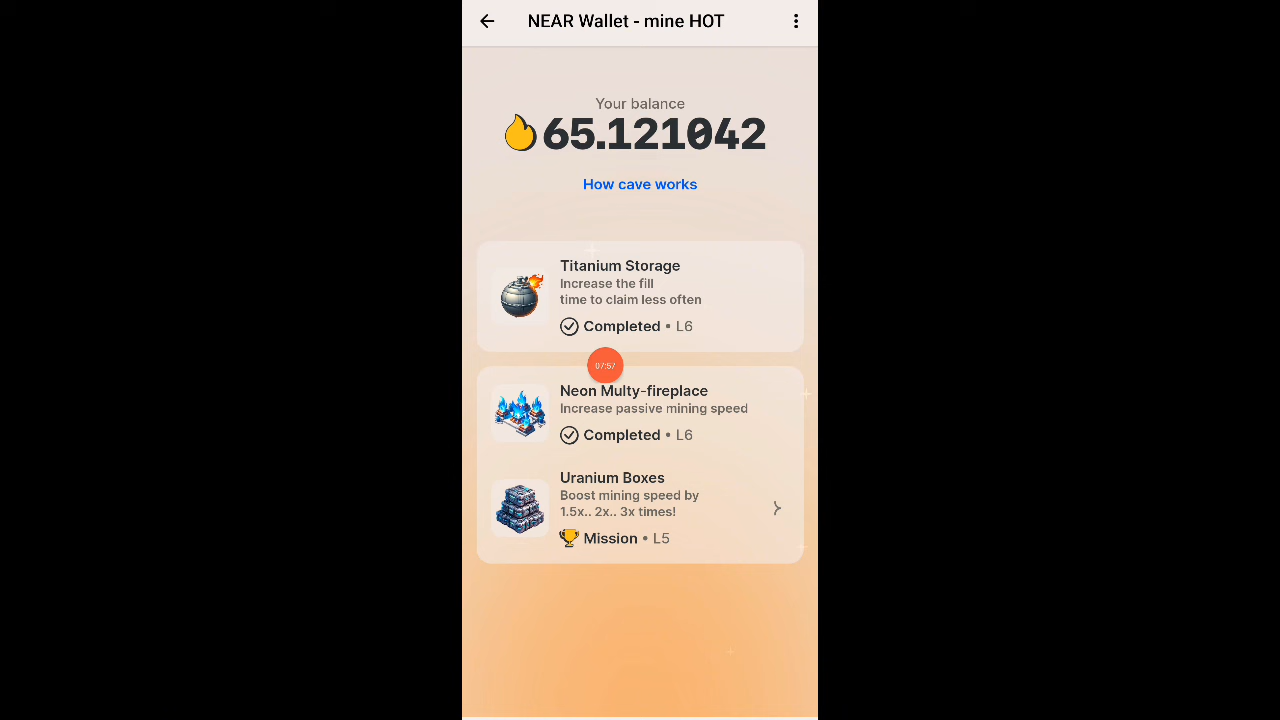 NEAR Wallet - mine HOT
Your balance
65.121042
How cave works
Titanium Storage
Increase the fill
time to claim less often
Completed • L6
07:57
Neon Multy-fireplace
Increase passive mining speed
Completed • L6
Uranium Boxes
Boost mining speed by
1.5x.. 2x.. 3x times!
Mission • L5